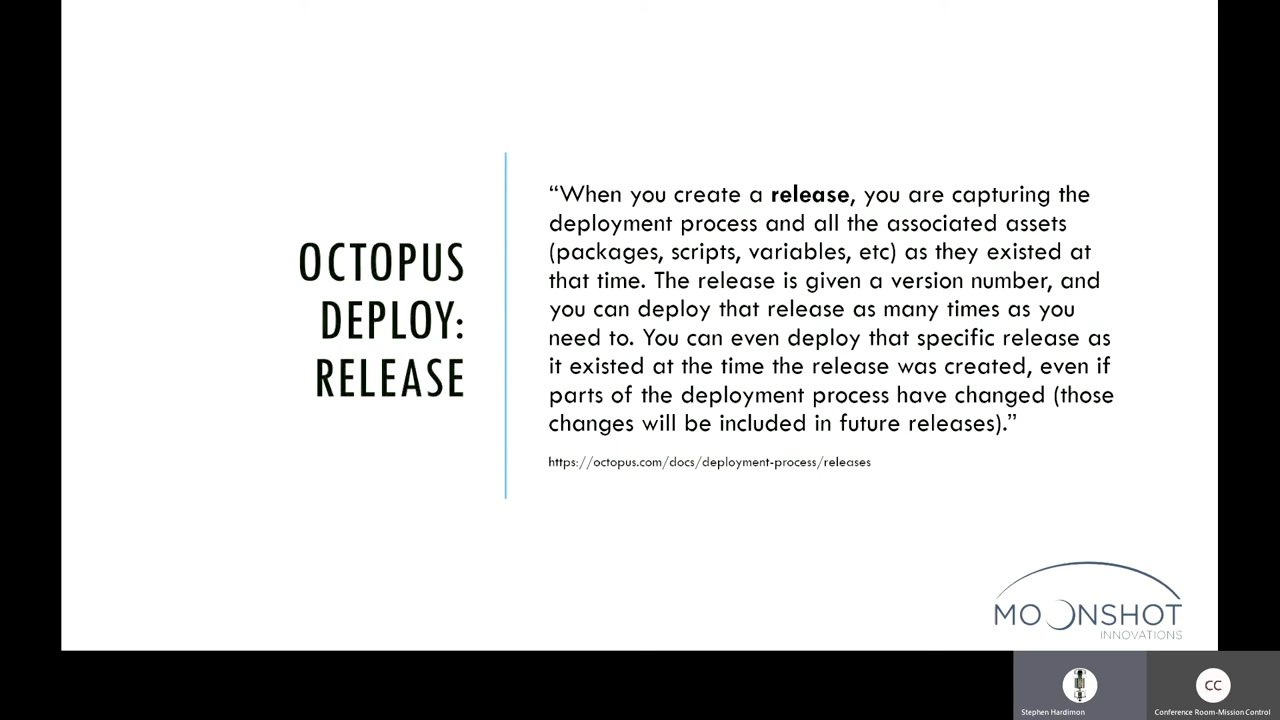 OCTOPUS
DEPLOY:
RELEASE
“When you create a release, you are capturing the
deployment process and all the associated assets
(packages, scripts, variables, etc) as they existed at
that time. The release is given a version number, and
you can deploy that release as many times as you
need to. You can even deploy that specific release as
it existed at the time the release was created, even if
parts of the deployment process have changed (those
changes will be included in future releases).”
https://octopus.com/docs/deployment-process/releases
MOONSHOT
INNOVATIONS
CC
Stephen Hardimon
Conference Room-Mission Control